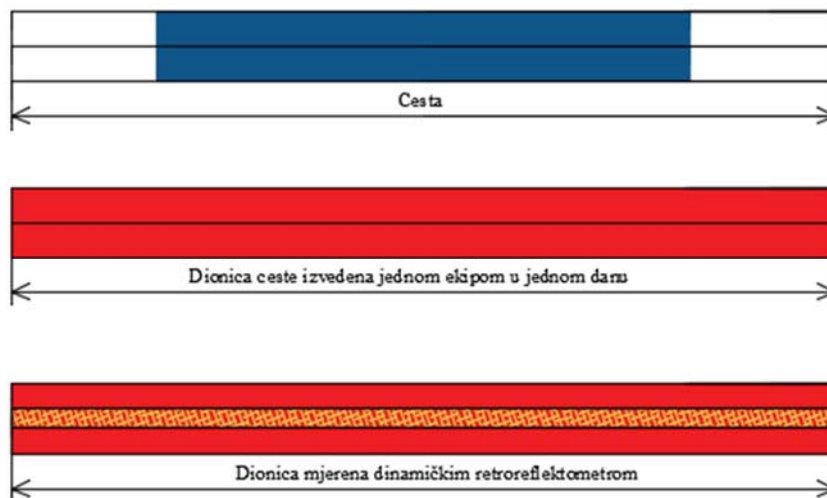 Cesta
Dionica ceste izvedena jednom ekipom u jednom danu
Dionica mjerena dinamičkim retroreflektometrom